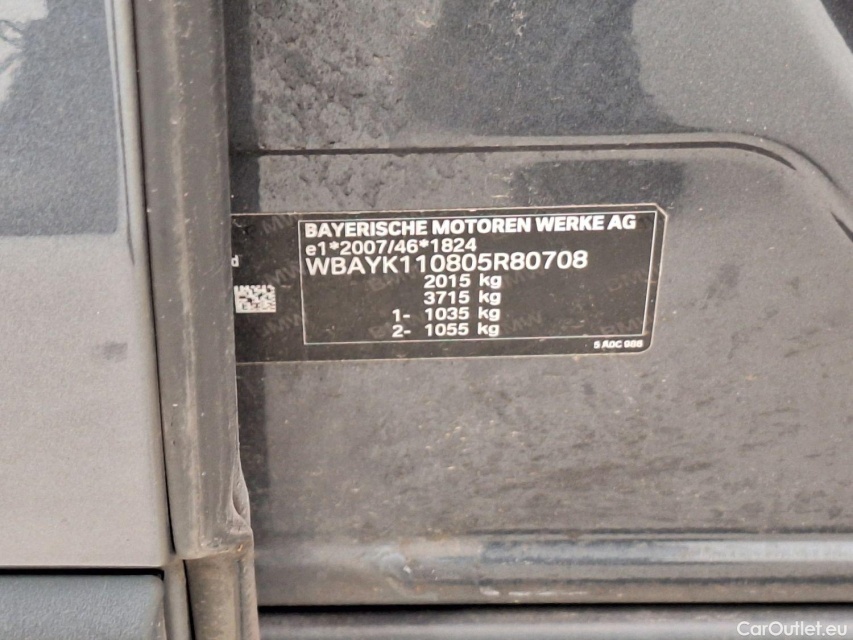 BAYERISCHE MOTOREN WERKE AG
e1*2007/46*1824
WBAYK110805R80708
2015 kg
3715 kg
1- 1035 kg
2- 1055 kg
d
CarOutlet.eu